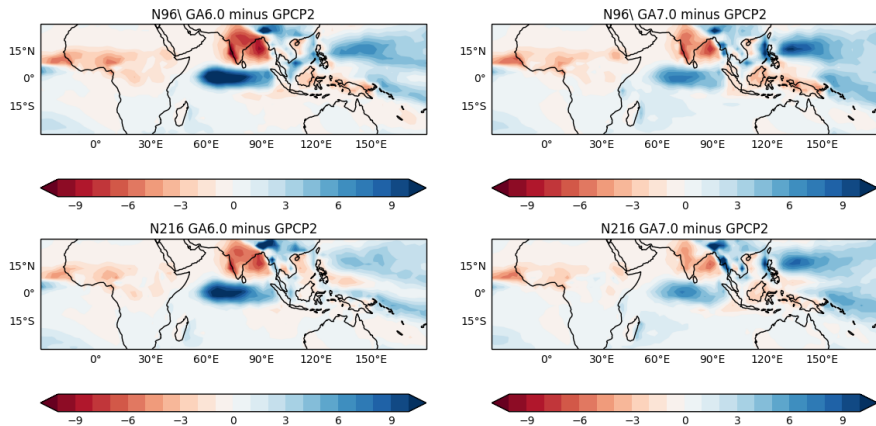 N96\ GA6.0 minus GPCP2
N96\ GA7.0 minus GPCP2
15°N
0°
15°S
0° 30°E 60°E 90°E 120°E 150°E
15°N
0°
15°S
0° 30°E 60°E 90°E 120°E 150°E
−9 −6 −3 0 3 6 9
−9 −6 −3 0 3 6 9
N216 GA6.0 minus GPCP2
N216 GA7.0 minus GPCP2
15°N
0°
15°S
0° 30°E 60°E 90°E 120°E 150°E
15°N
0°
15°S
0° 30°E 60°E 90°E 120°E 150°E
−9 −6 −3 0 3 6 9
−9 −6 −3 0 3 6 9